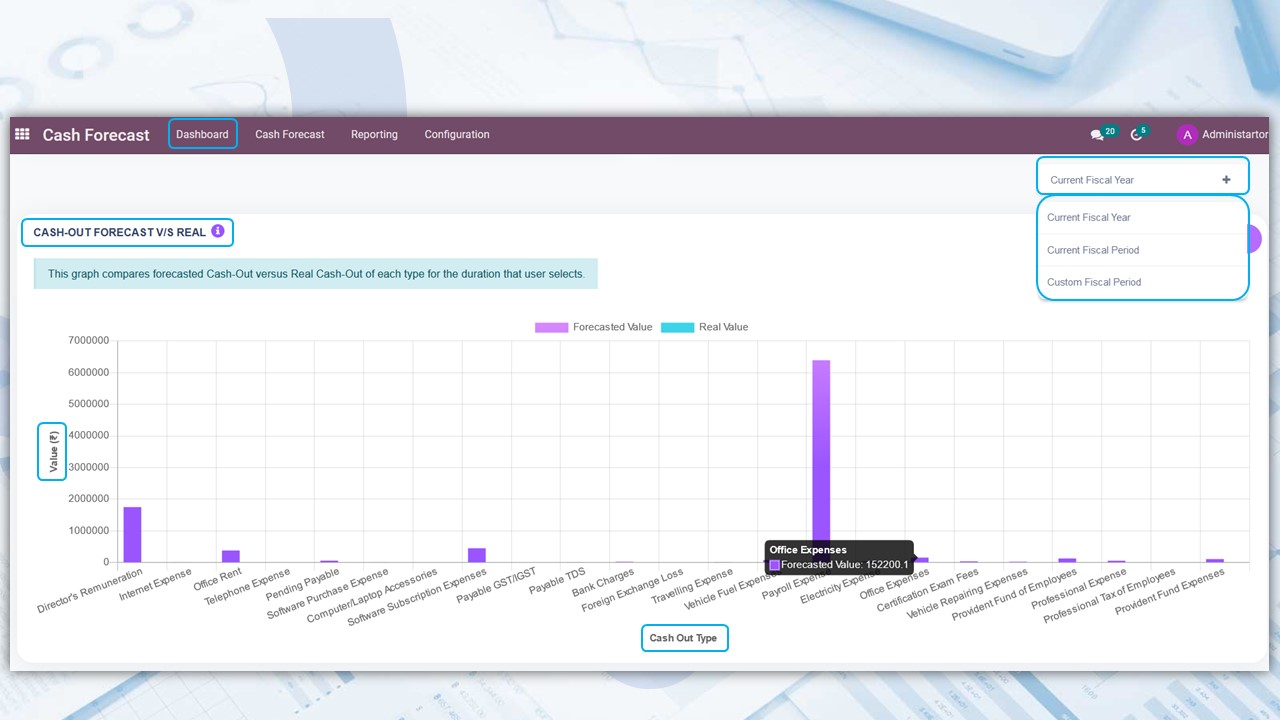 Cash Forecast Dashboard Cash Forecast Reporting Configuration 20 5 A Administartor
Current Fiscal Year +
Current Fiscal Year
Current Fiscal Period
Custom Fiscal Period
CASH-OUT FORECAST V/S REAL i
This graph compares forecasted Cash-Out versus Real Cash-Out of each type for the duration that user selects.
Forecasted Value Real Value
7000000
6000000
5000000
4000000
3000000
2000000
1000000
0
Value (₹)
Office Expenses
Forecasted Value: 152200.1
Director's Remuneration
Internet Expense
Office Rent
Telephone Expense
Pending Payable
Software Purchase Expense
Computer/Laptop Accessories
Software Subscription Expenses
Payable GST/IGST
Payable TDS
Bank Charges
Foreign Exchange Loss
Travelling Expense
Vehicle Fuel Expense
Payroll Expense
Electricity Expense
Office Expenses
Certification Exam Fees
Vehicle Repairing Expenses
Provident Fund of Employees
Professional Expense
Professional Tax of Employees
Provident Fund Expenses
Cash Out Type